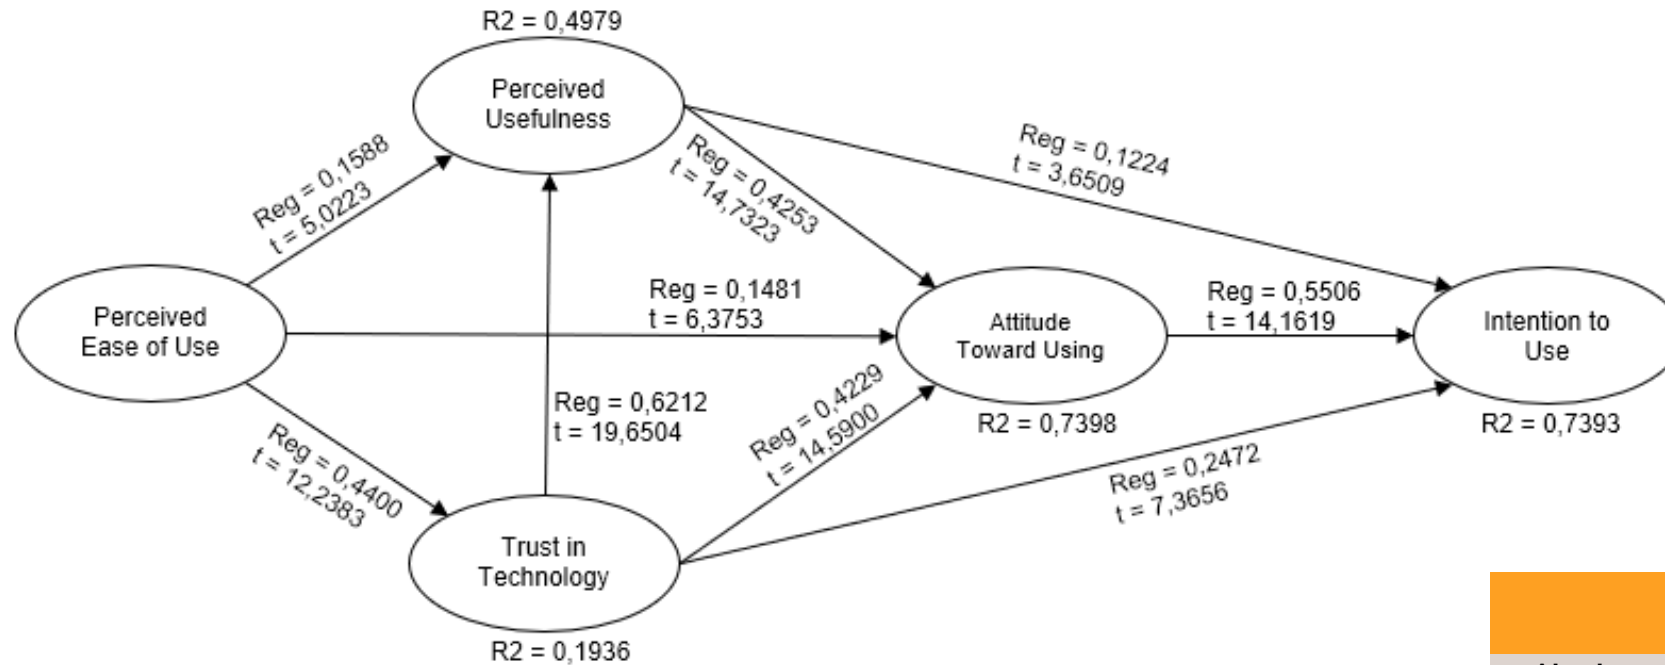 R2 = 0,4979
Perceived
Usefulness
Reg = 0,1588
t = 5,0223
Reg = 0,4253
t = 14,7323
Reg = 0,1224
t = 3,6509
Perceived
Ease of Use
Reg = 0,1481
t = 6,3753
Attitude
Toward Using
Reg = 0,5506
t = 14,1619
Intention to
Use
Reg = 0,6212
t = 19,6504
Reg = 0,4229
t = 14,5900
R2 = 0,7398
R2 = 0,7393
Reg = 0,4400
t = 12,2383
Reg = 0,2472
t = 7,3656
Trust in
Technology
R2 = 0,1936